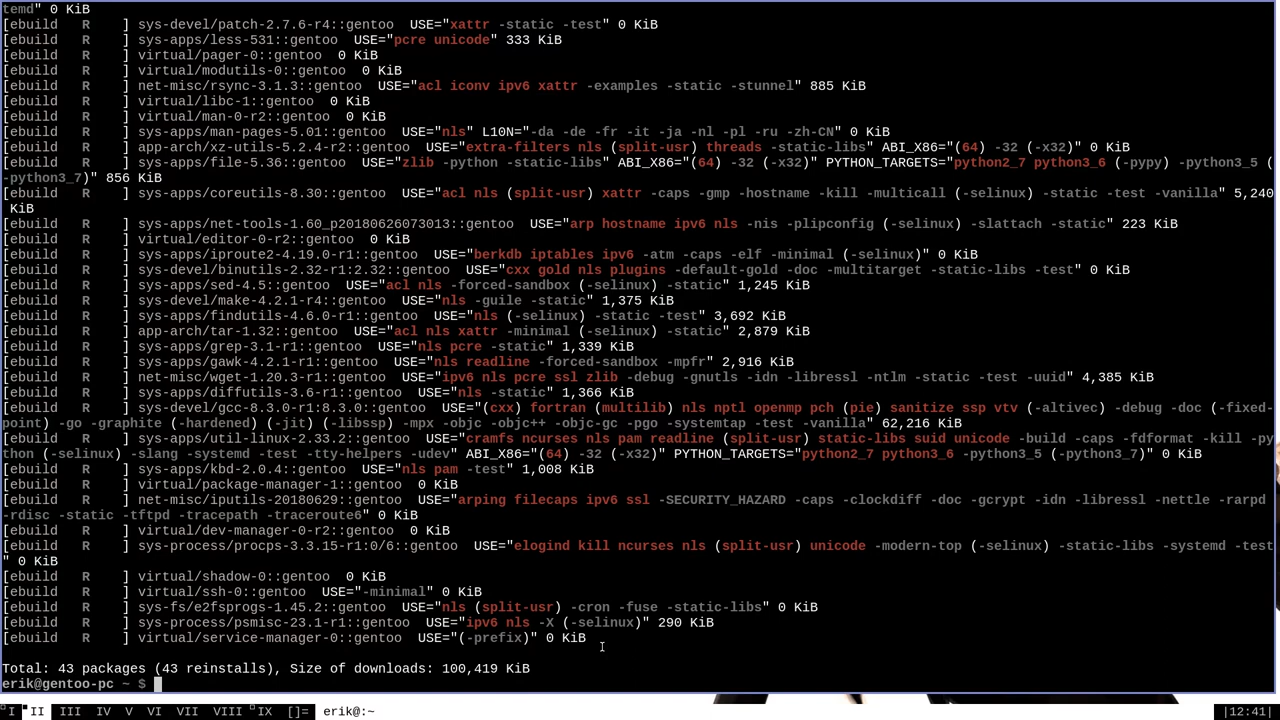 temd" 0 KiB
[ebuild   R    ] sys-devel/patch-2.7.6-r4::gentoo  USE="xattr -static -test" 0 KiB
[ebuild   R    ] sys-apps/less-531::gentoo  USE="pcre unicode" 333 KiB
[ebuild   R    ] virtual/pager-0::gentoo  0 KiB
[ebuild   R    ] virtual/modutils-0::gentoo  0 KiB
[ebuild   R    ] net-misc/rsync-3.1.3::gentoo  USE="acl iconv ipv6 xattr -examples -static -stunnel" 885 KiB
[ebuild   R    ] virtual/libc-1::gentoo  0 KiB
[ebuild   R    ] virtual/man-0-r2::gentoo  0 KiB
[ebuild   R    ] sys-apps/man-pages-5.01::gentoo  USE="nls" L10N="-da -de -fr -it -ja -nl -pl -ru -zh-CN" 0 KiB
[ebuild   R    ] app-arch/xz-utils-5.2.4-r2::gentoo  USE="extra-filters nls (split-usr) threads -static-libs" ABI_X86="(64) -32 (-x32)" 0 KiB
[ebuild   R    ] sys-apps/file-5.36::gentoo  USE="zlib -python -static-libs" ABI_X86="(64) -32 (-x32)" PYTHON_TARGETS="python2_7 python3_6 (-pypy) -python3_5 (
-python3_7)" 856 KiB
[ebuild   R    ] sys-apps/coreutils-8.30::gentoo  USE="acl nls (split-usr) xattr -caps -gmp -hostname -kill -multicall (-selinux) -static -test -vanilla" 5,240
 KiB
[ebuild   R    ] sys-apps/net-tools-1.60_p20180626073013::gentoo  USE="arp hostname ipv6 nls -nis -plipconfig (-selinux) -slattach -static" 223 KiB
[ebuild   R    ] virtual/editor-0-r2::gentoo  0 KiB
[ebuild   R    ] sys-apps/iproute2-4.19.0-r1::gentoo  USE="berkdb iptables ipv6 -atm -caps -elf -minimal (-selinux)" 0 KiB
[ebuild   R    ] sys-devel/binutils-2.32-r1:2.32::gentoo  USE="cxx gold nls plugins -default-gold -doc -multitarget -static-libs -test" 0 KiB
[ebuild   R    ] sys-apps/sed-4.5::gentoo  USE="acl nls -forced-sandbox (-selinux) -static" 1,245 KiB
[ebuild   R    ] sys-devel/make-4.2.1-r4::gentoo  USE="nls -guile -static" 1,375 KiB
[ebuild   R    ] sys-apps/findutils-4.6.0-r1::gentoo  USE="nls (-selinux) -static -test" 3,692 KiB
[ebuild   R    ] app-arch/tar-1.32::gentoo  USE="acl nls xattr -minimal (-selinux) -static" 2,879 KiB
[ebuild   R    ] sys-apps/grep-3.1-r1::gentoo  USE="nls pcre -static" 1,339 KiB
[ebuild   R    ] sys-apps/gawk-4.2.1-r1::gentoo  USE="nls readline -forced-sandbox -mpfr" 2,916 KiB
[ebuild   R    ] net-misc/wget-1.20.3-r1::gentoo  USE="ipv6 nls pcre ssl zlib -debug -gnutls -idn -libressl -ntlm -static -test -uuid" 4,385 KiB
[ebuild   R    ] sys-apps/diffutils-3.6-r1::gentoo  USE="nls -static" 1,366 KiB
[ebuild   R    ] sys-devel/gcc-8.3.0-r1:8.3.0::gentoo  USE="(cxx) fortran (multilib) nls nptl openmp pch (pie) sanitize ssp vtv (-altivec) -debug -doc (-fixed-
point) -go -graphite (-hardened) (-jit) (-libssp) -mpx -objc -objc++ -objc-gc -pgo -systemtap -test -vanilla" 62,216 KiB
[ebuild   R    ] sys-apps/util-linux-2.33.2::gentoo  USE="cramfs ncurses nls pam readline (split-usr) static-libs suid unicode -build -caps -fdformat -kill -py
thon (-selinux) -slang -systemd -test -tty-helpers -udev" ABI_X86="(64) -32 (-x32)" PYTHON_TARGETS="python2_7 python3_6 -python3_5 (-python3_7)" 0 KiB
[ebuild   R    ] sys-apps/kbd-2.0.4::gentoo  USE="nls pam -test" 1,008 KiB
[ebuild   R    ] virtual/package-manager-1::gentoo  0 KiB
[ebuild   R    ] net-misc/iputils-20180629::gentoo  USE="arping filecaps ipv6 ssl -SECURITY_HAZARD -caps -clockdiff -doc -gcrypt -idn -libressl -nettle -rarpd 
-rdisc -static -tftpd -tracepath -traceroute6" 0 KiB
[ebuild   R    ] virtual/dev-manager-0-r2::gentoo  0 KiB
[ebuild   R    ] sys-process/procps-3.3.15-r1:0/6::gentoo  USE="elogind kill ncurses nls (split-usr) unicode -modern-top (-selinux) -static-libs -systemd -test
" 0 KiB
[ebuild   R    ] virtual/shadow-0::gentoo  0 KiB
[ebuild   R    ] virtual/ssh-0::gentoo  USE="-minimal" 0 KiB
[ebuild   R    ] sys-fs/e2fsprogs-1.45.2::gentoo  USE="nls (split-usr) -cron -fuse -static-libs" 0 KiB
[ebuild   R    ] sys-process/psmisc-23.1-r1::gentoo  USE="ipv6 nls -X (-selinux)" 290 KiB
[ebuild   R    ] virtual/service-manager-0::gentoo  USE="(-prefix)" 0 KiB
Total: 43 packages (43 reinstalls), Size of downloads: 100,419 KiB
erik@gentoo-pc ~ $
I II III IV V VI VII VIII IX []= erik@:~ |12:41|